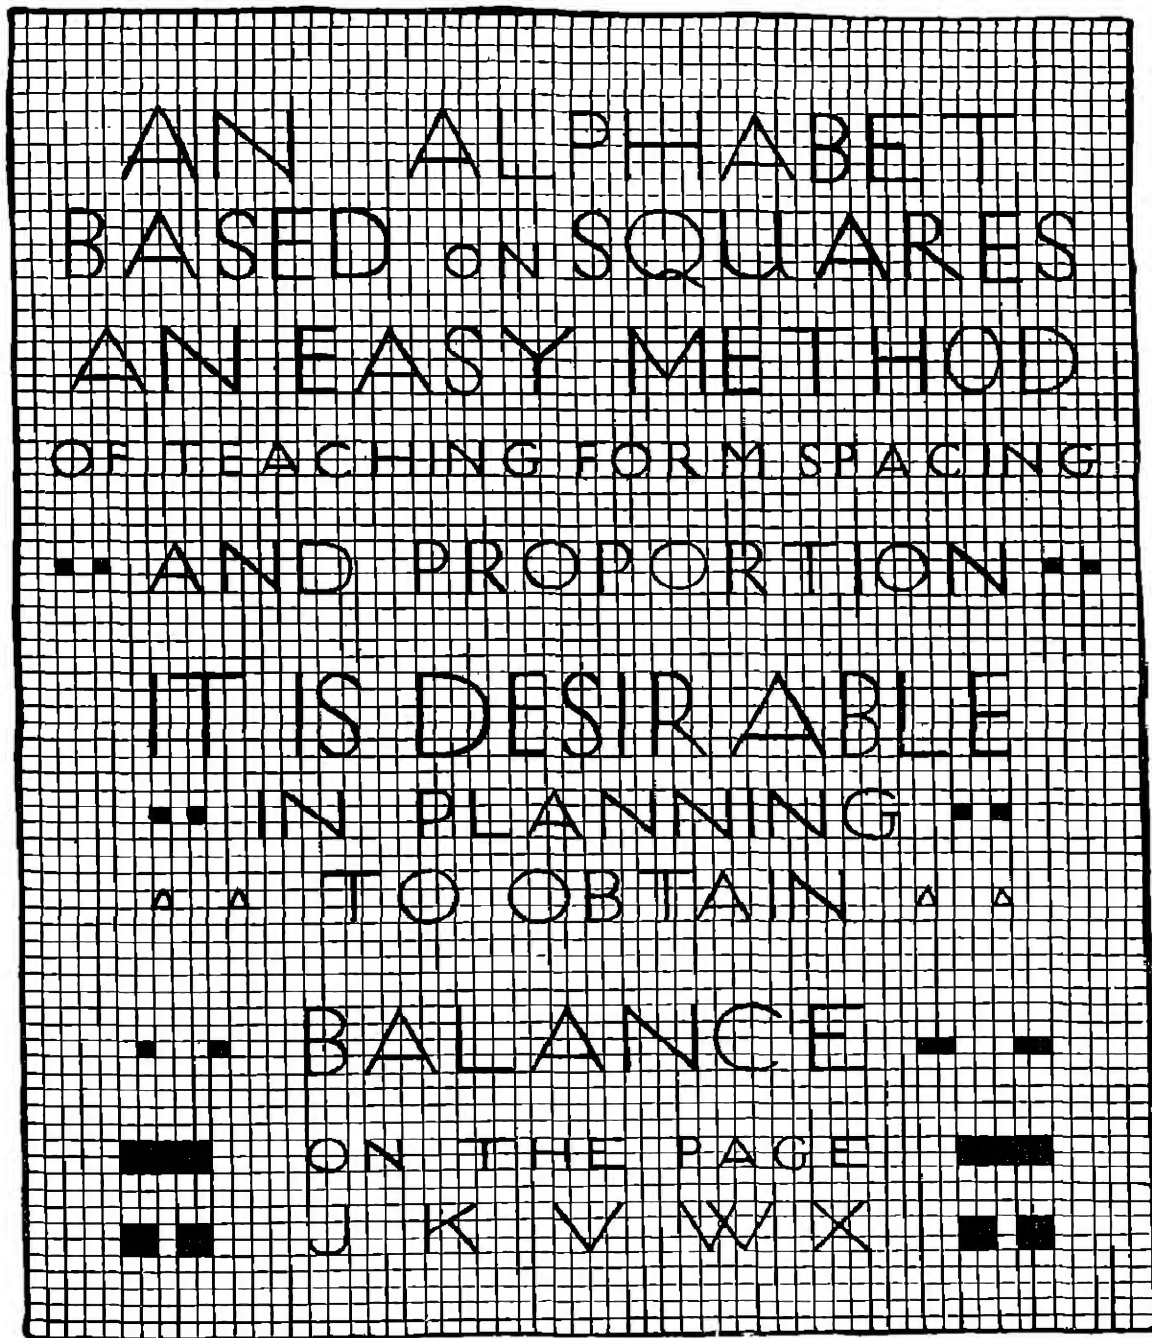 AN ALPHABET
BASED ON SQUARES
AN EASY METHOD
OF TEACHING FORM SPACING
AND PROPORTION
IT IS DESIRABLE
IN PLANNING
TO OBTAIN
BALANCE
ON THE PAGE
J K V W X